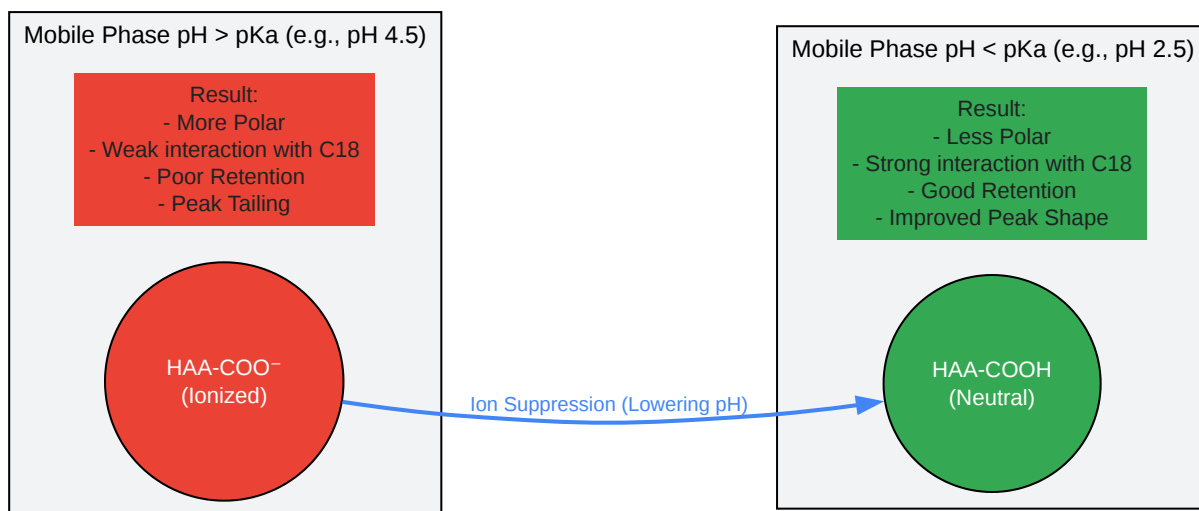 Mobile Phase pH > pKa (e.g., pH 4.5)
Result:
- More Polar
- Weak interaction with C18
- Poor Retention
- Peak Tailing
HAA-COO⁻
(Ionized)
Ion Suppression (Lowering pH)
Mobile Phase pH < pKa (e.g., pH 2.5)
Result:
- Less Polar
- Strong interaction with C18
- Good Retention
- Improved Peak Shape
HAA-COOH
(Neutral)